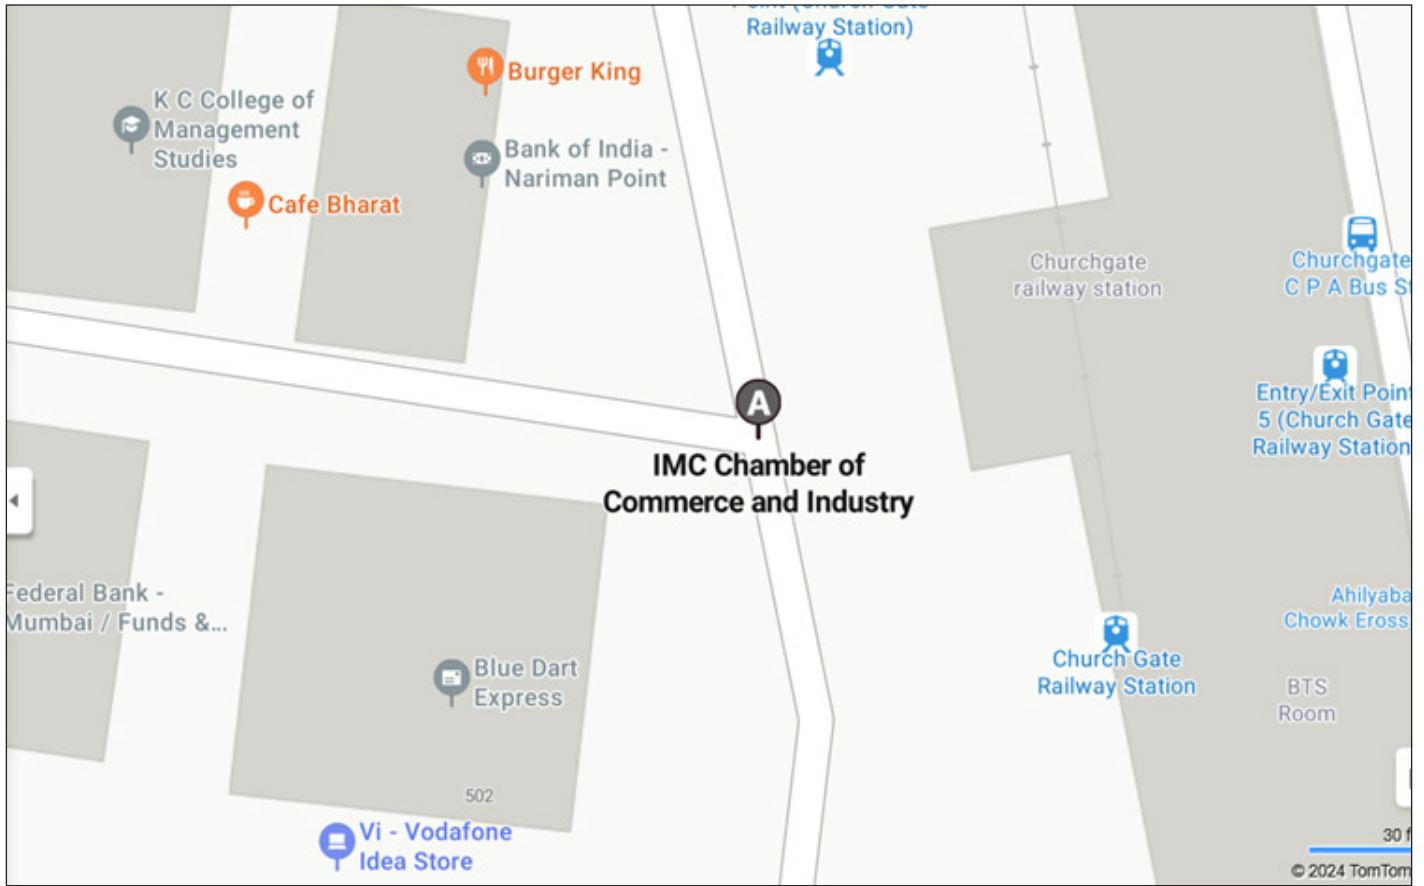 Railway Station)
Burger King
K C College of
Management
Studies
Bank of India -
Nariman Point
Cafe Bharat
Churchgate
railway station
Churchgate
C P A Bus
A
IMC Chamber of
Commerce and Industry
Entry/Exit Point
5 (Church Gate
Railway Station
Federal Bank -
Mumbai / Funds &...
Chowk Eross
Church Gate
Railway Station
Blue Dart
Express
BTS
Room
502
Vi - Vodafone
Idea Store
30
© 2024 TomTom